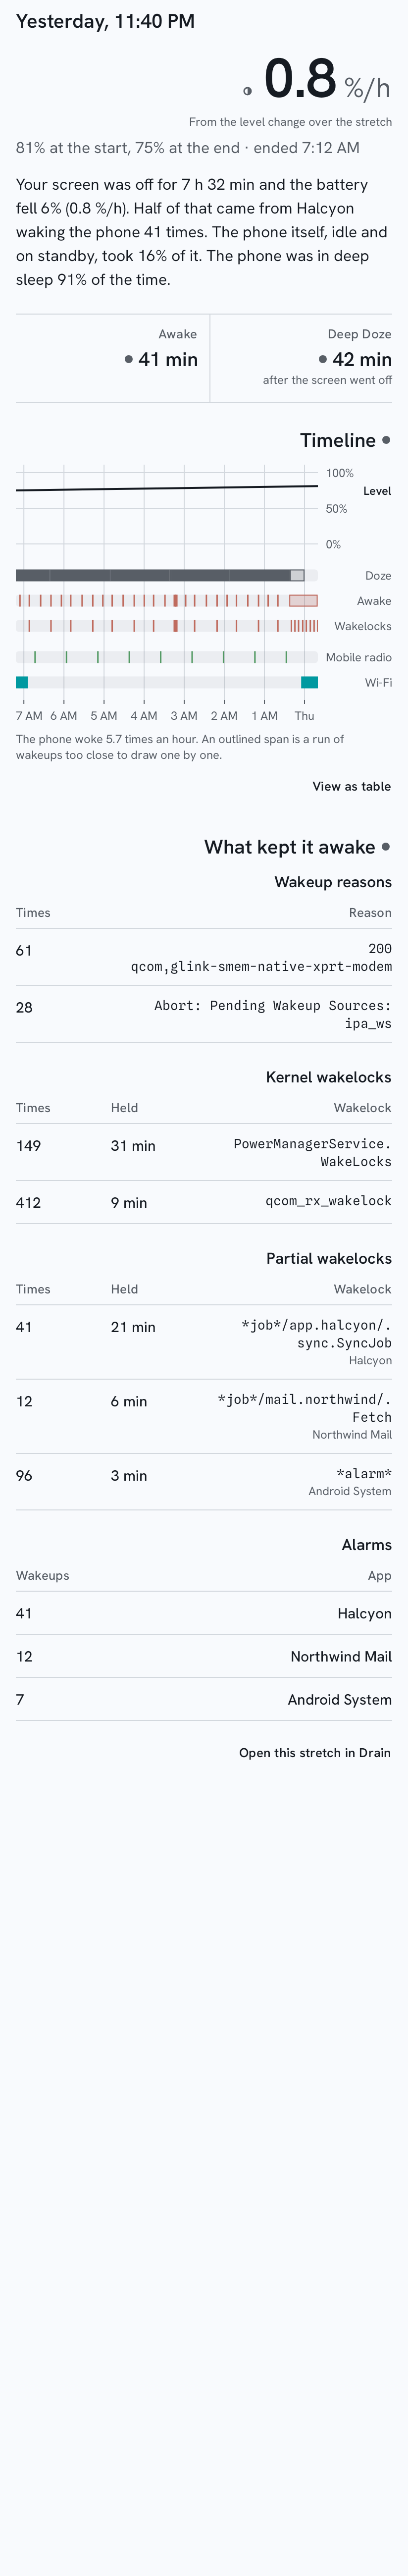 Yesterday, 11:40 PM
0.8 %/h
From the level change over the stretch
81% at the start, 75% at the end · ended 7:12 AM
Your screen was off for 7 h 32 min and the battery
fell 6% (0.8 %/h). Half of that came from Halcyon
waking the phone 41 times. The phone itself, idle and
on standby, took 16% of it. The phone was in deep
sleep 91% of the time.
Awake
41 min
Deep Doze
42 min
after the screen went off
Timeline
100%
Level
50%
0%
Doze
Awake
Wakelocks
Mobile radio
Wi-Fi
7 AM 6 AM 5 AM 4 AM 3 AM 2 AM 1 AM Thu
The phone woke 5.7 times an hour. An outlined span is a run of
wakeups too close to draw one by one.
View as table
What kept it awake
Wakeup reasons
Times Reason
61 200
qcom,glink-smem-native-xprt-modem
28 Abort: Pending Wakeup Sources:
ipa_ws
Kernel wakelocks
Times Held Wakelock
149 31 min PowerManagerService.
WakeLocks
412 9 min qcom_rx_wakelock
Partial wakelocks
Times Held Wakelock
41 21 min *job*/app.halcyon/.
sync.SyncJob
Halcyon
12 6 min *job*/mail.northwind/.
Fetch
Northwind Mail
96 3 min *alarm*
Android System
Alarms
Wakeups App
41 Halcyon
12 Northwind Mail
7 Android System
Open this stretch in Drain